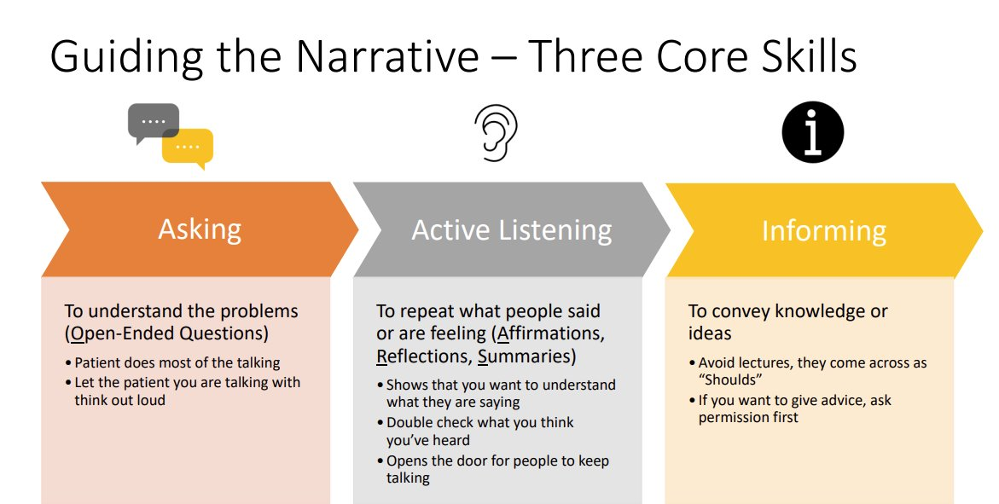 Guiding the Narrative – Three Core Skills
Asking
To understand the problems
(Open-Ended Questions)
• Patient does most of the talking
• Let the patient you are talking with
think out loud
Active Listening
To repeat what people said
or are feeling (Affirmations,
Reflections, Summaries)
• Shows that you want to understand
what they are saying
• Double check what you think
you’ve heard
• Opens the door for people to keep
talking
Informing
To convey knowledge or
ideas
• Avoid lectures, they come across as
“Shoulds”
• If you want to give advice, ask
permission first